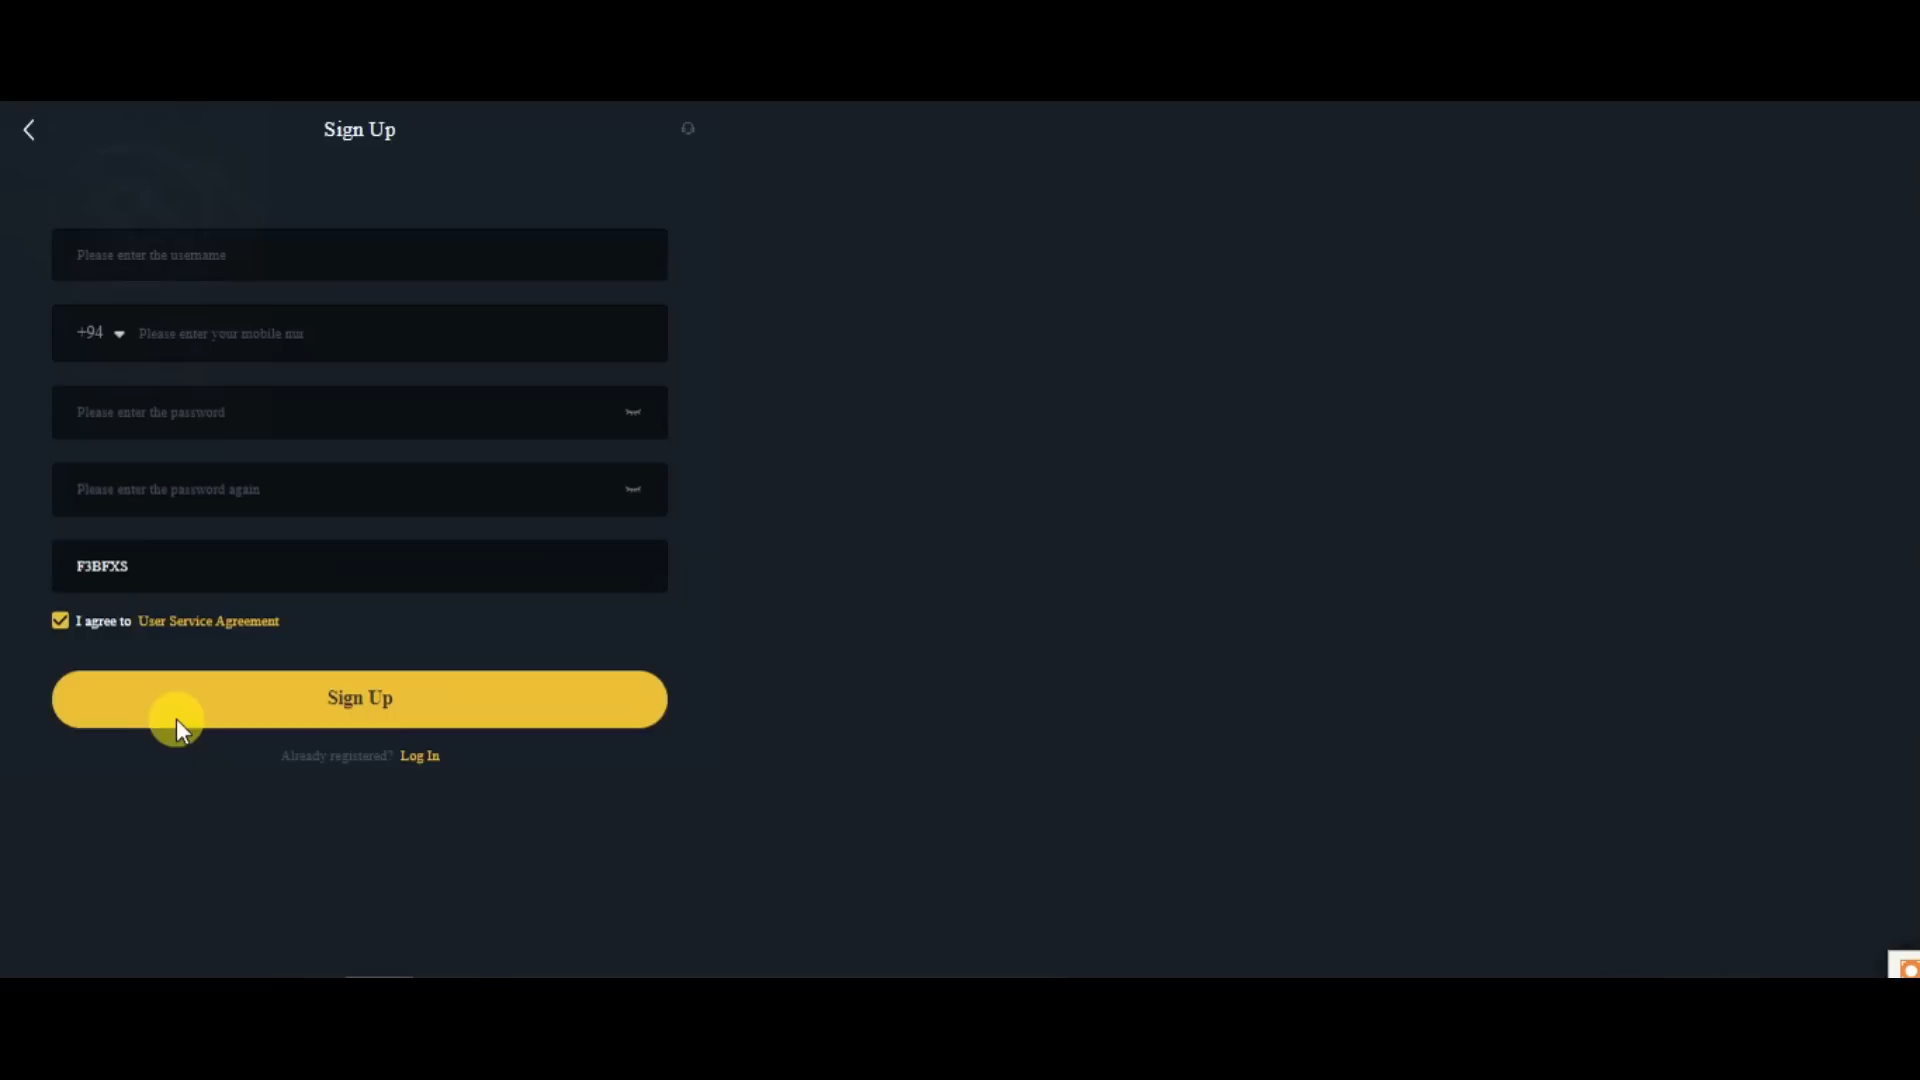 Sign Up
Please enter the username
+94 Please enter your mobile nur
Please enter the password
Please enter the password again
F3BFXS
I agree to User Service Agreement
Sign Up
Already registered? Log In